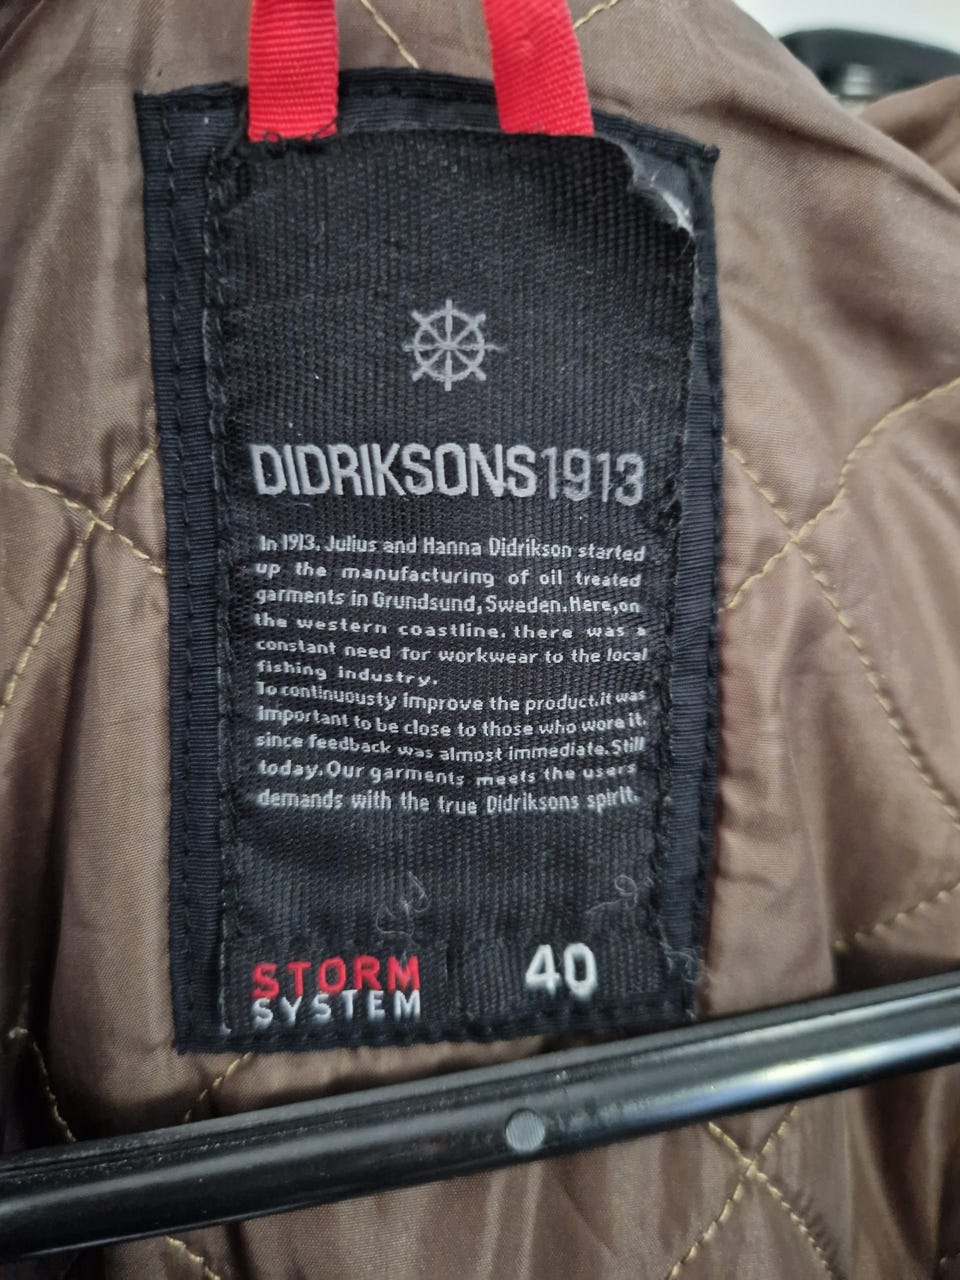 DIDRIKSONS1913
In 1913, Julius and Hanna Didrikson started
up the manufacturing of oil treated
garments in Grundsund, Sweden. Here, on
the western coastline, there was a
constant need for workwear to the local
fishing industry.
To continuously improve the product, it was
important to be close to those who wore it,
since feedback was almost immediate. Still
today. Our garments meets the users
demands with the true Didriksons spirit.
STORM 40
SYSTEM